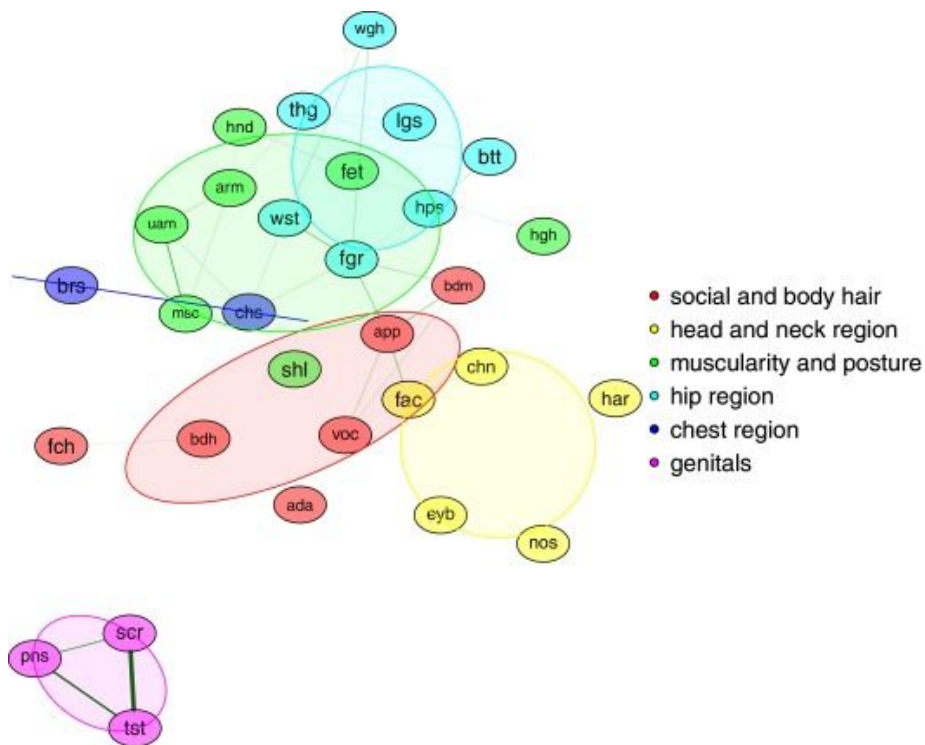 wgh
thg
lgs
hnd
btt
fet
arm
hps
wst
uam
hgh
fgr
brs
bdm
chs
msc
app
shl
chn
fac
har
voc
bdh
fch
ada
eyb
nos
scr
pns
tst
social and body hair
head and neck region
muscularity and posture
hip region
chest region
genitals